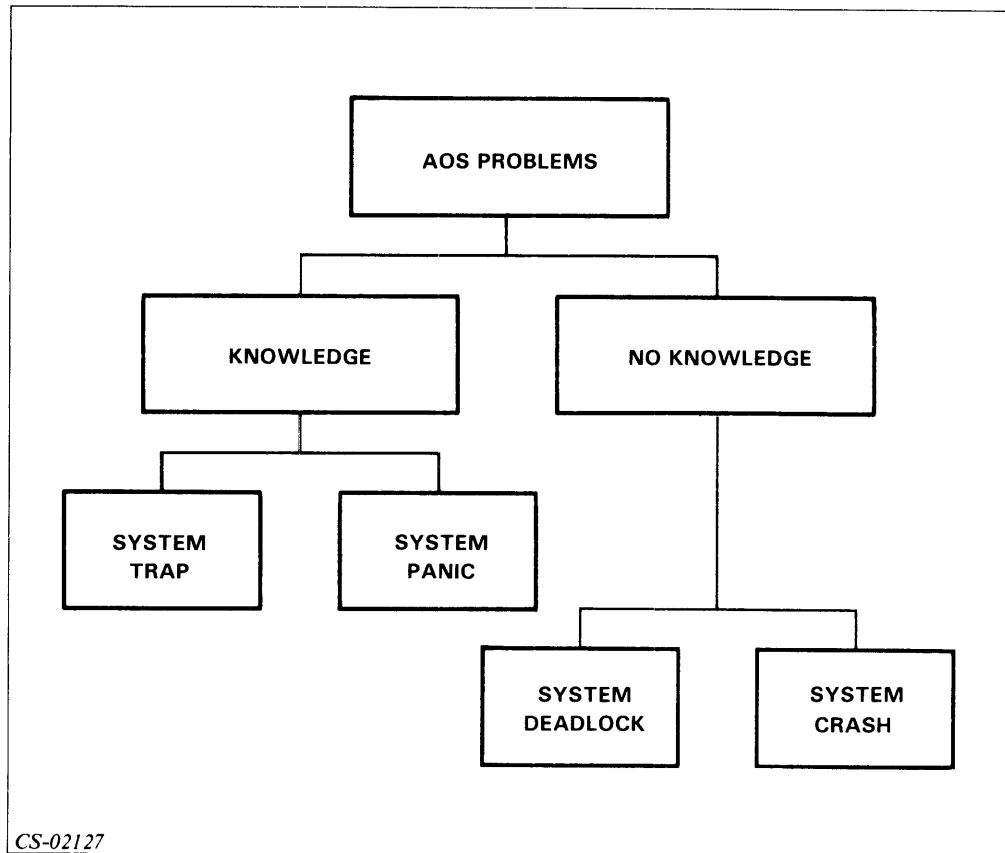 AOS PROBLEMS
KNOWLEDGE
NO KNOWLEDGE
SYSTEM
TRAP
SYSTEM
PANIC
SYSTEM
DEADLOCK
SYSTEM
CRASH
CS-02127